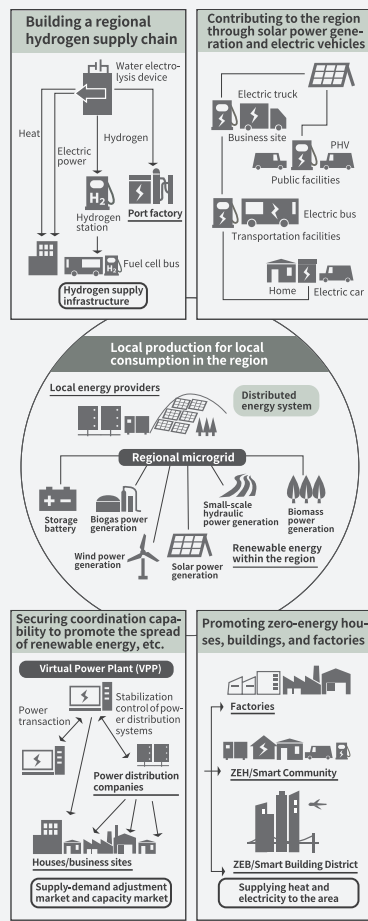 Building a regional
hydrogen supply chain
Water electro-
lysis device
Heat
Hydrogen
Electric
power
H2
Hydrogen
station
Port factory
H2
Fuel cell bus
Hydrogen supply
infrastructure
Contributing to the region
through solar power gene-
ration and electric vehicles
Electric truck
Business site
PHV
Public facilities
Electric bus
Transportation facilities
Home
Electric car
Local production for local
consumption in the region
Local energy providers
Distributed
energy system
Regional microgrid
Storage
battery
Biogas power
generation
Wind power
generation
Solar power
generation
Small-scale
hydraulic
power generation
Biomass
power
generation
Renewable energy
within the region
Securing coordination capa-
bility to promote the spread
of renewable energy, etc.
Virtual Power Plant (VPP)
Power
transaction
Stabilization
control of pow-
er distribution
systems
Power distribution
companies
Houses/business sites
Supply-demand adjustment
market and capacity market
Promoting zero-energy hou-
ses, buildings, and factories
Factories
ZEH/Smart Community
ZEB/Smart Building District
Supplying heat and
electricity to the area